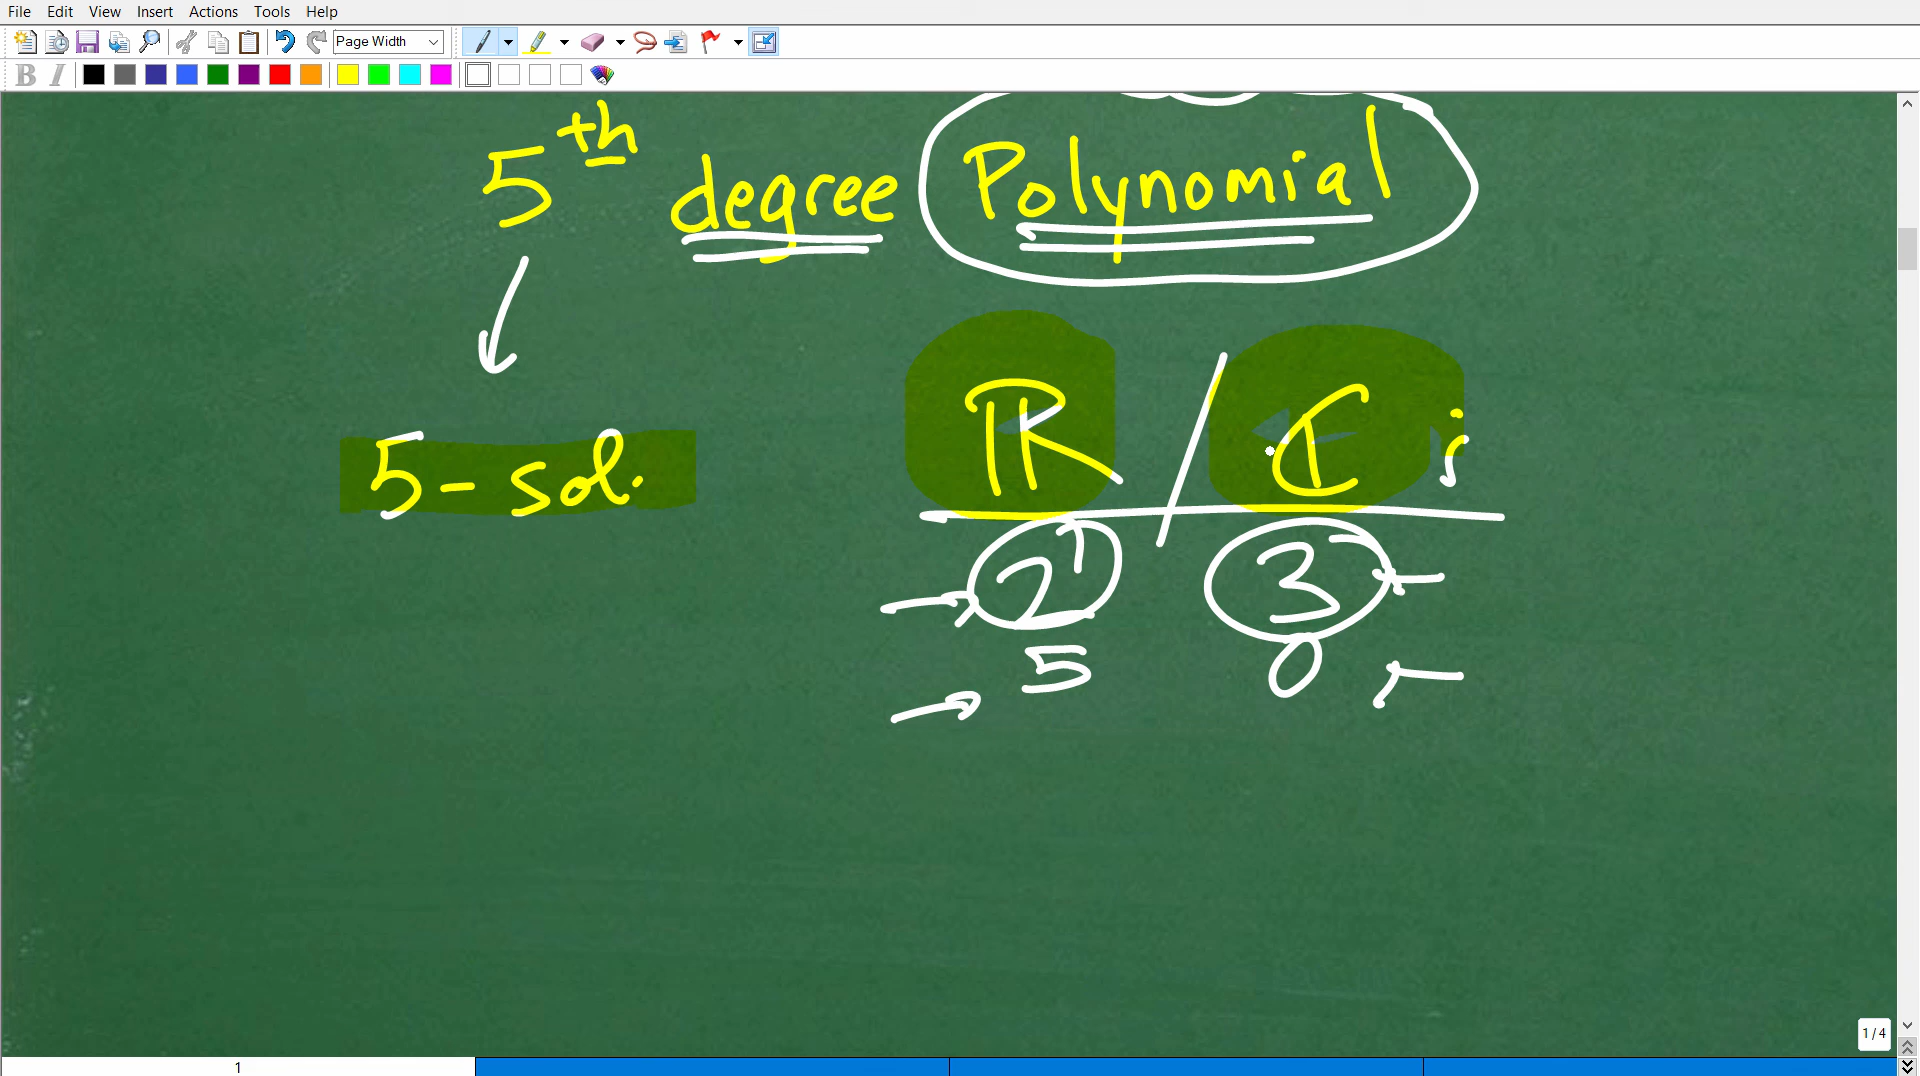 File Edit View Insert Actions Tools Help
Page Width
B I
5th degree Polynomial
ℝ / ℂ i
5 - sol.
2 3
5 0
1 / 4
1